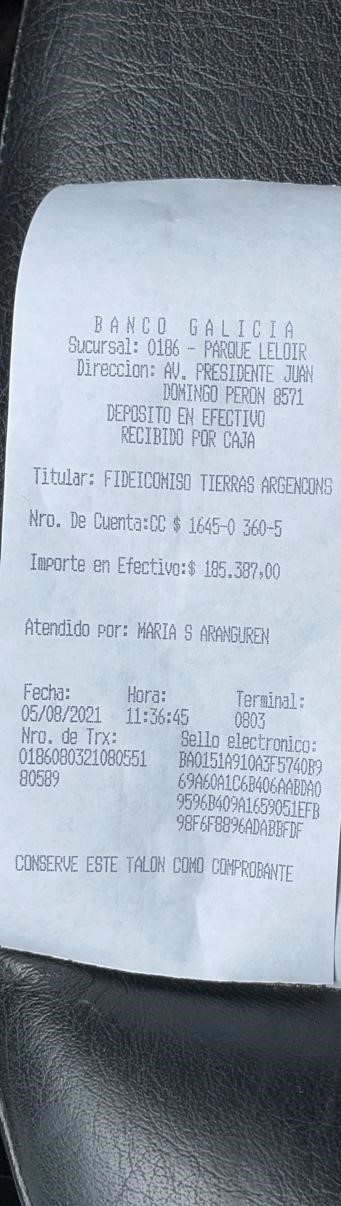 BANCO GALICIA
Sucursal: 0186 - PARQUE LELOIR
Direccion: AV. PRESIDENTE JUAN
DOMINGO PERON 8571
DEPOSITO EN EFECTIVO
RECIBIDO POR CAJA
Titular: FIDEICOMISO TIERRAS ARGENCONS
Nro. De Cuenta:CC $ 1645-0 360-5
Importe en Efectivo:$ 185.387,00
Atendido por: MARIA S ARANGUREN
Fecha: Hora: Terminal:
05/08/2021 11:36:45 0803
Nro. de Trx: Sello electronico:
0186080321080551 BA0151A910A3F5740B9
80589 69A60A1C6B406AABDA0
9596B409A1659051EFB
98F6F8896ADABBFDF
CONSERVE ESTE TALON COMO COMPROBANTE